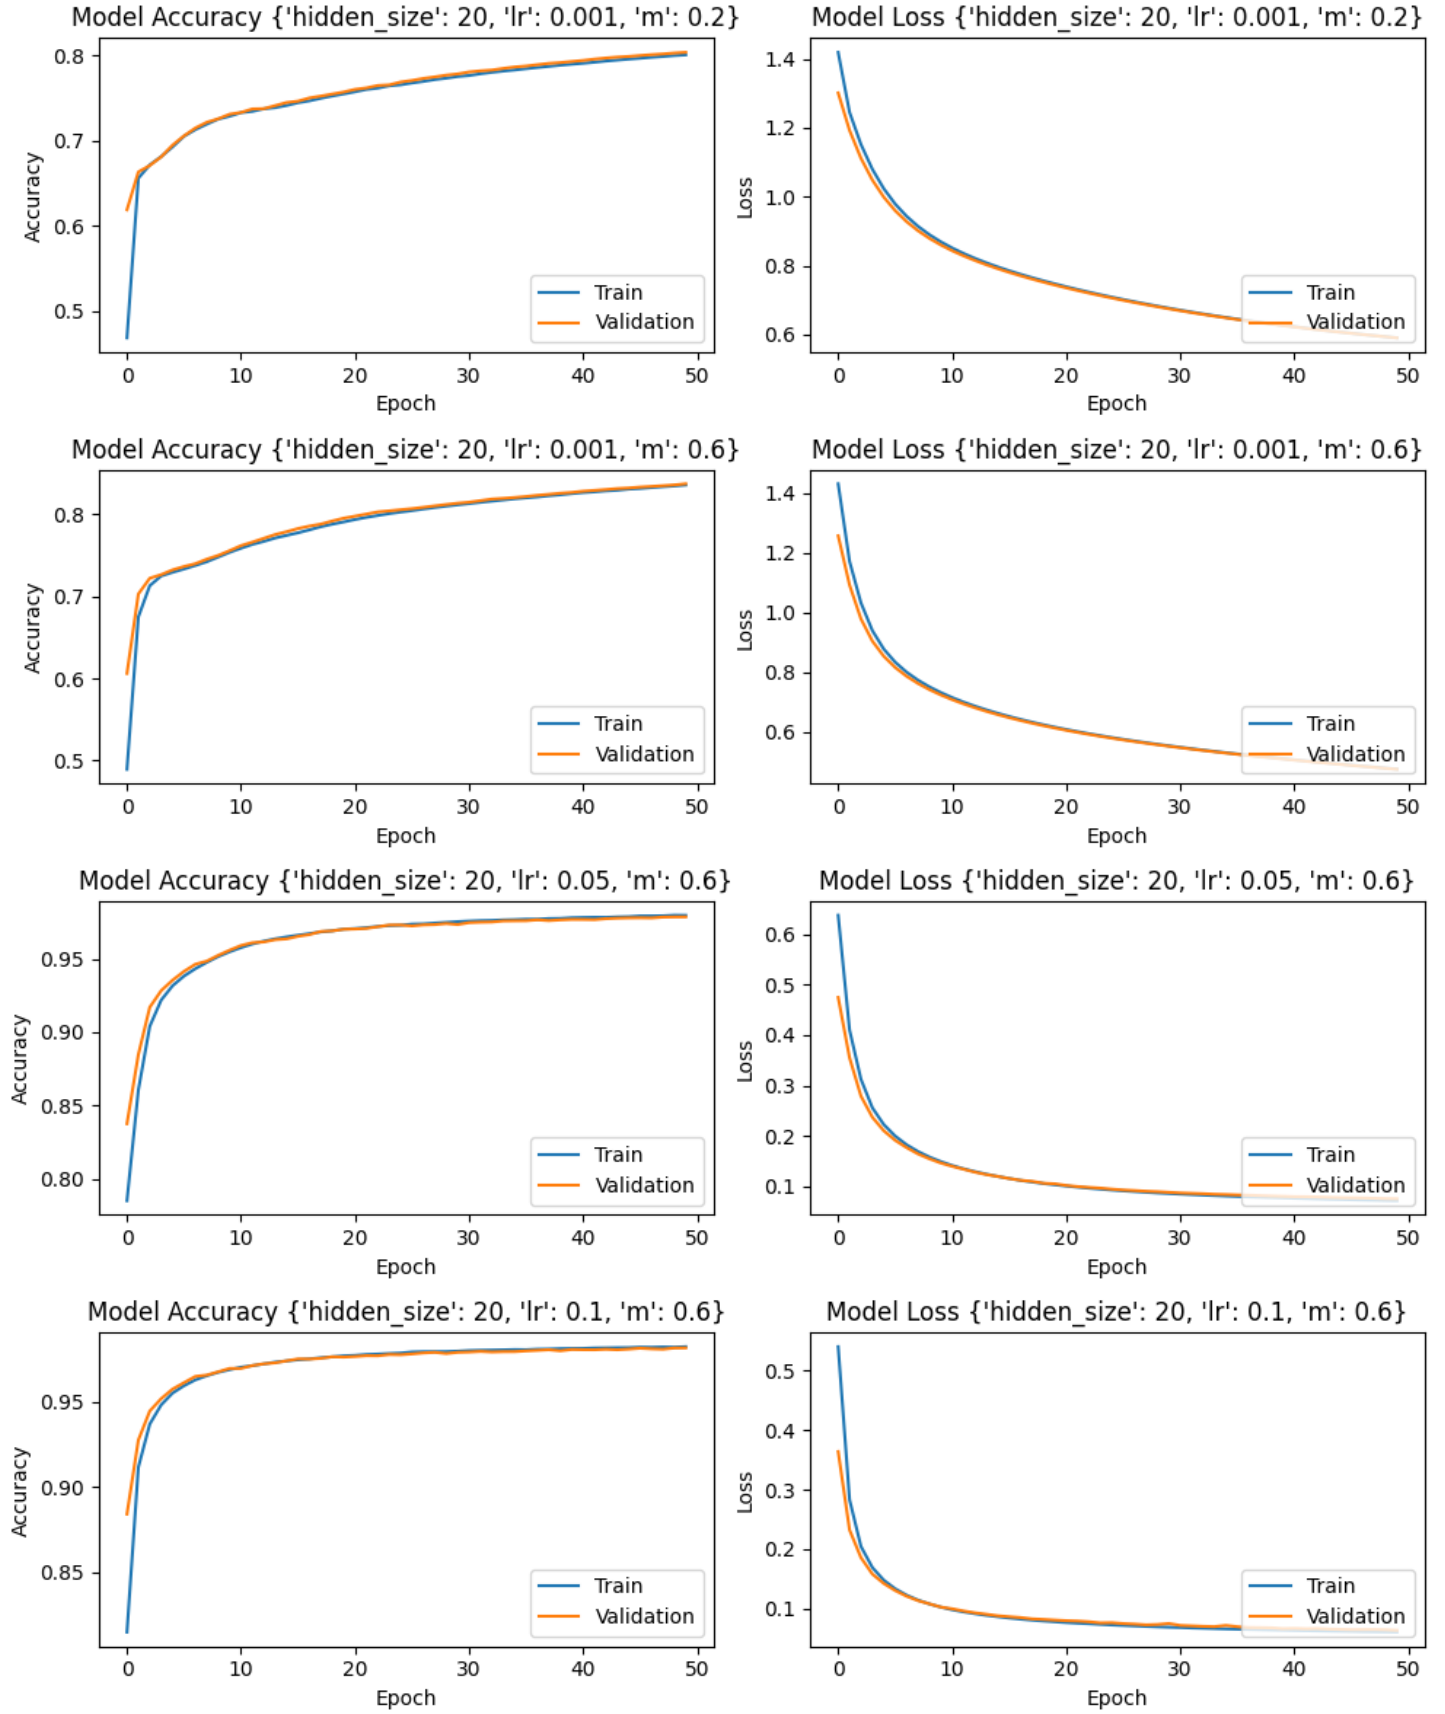 Model Accuracy {'hidden_size': 20, 'lr': 0.001, 'm': 0.2}
Accuracy
0.8
0.7
0.6
0.5
Train
Validation
0 10 20 30 40 50
Epoch
Model Loss {'hidden_size': 20, 'lr': 0.001, 'm': 0.2}
Loss
1.4
1.2
1.0
0.8
0.6
Train
Validation
0 10 20 30 40 50
Epoch
Model Accuracy {'hidden_size': 20, 'lr': 0.001, 'm': 0.6}
Accuracy
0.8
0.7
0.6
0.5
Train
Validation
0 10 20 30 40 50
Epoch
Model Loss {'hidden_size': 20, 'lr': 0.001, 'm': 0.6}
Loss
1.4
1.2
1.0
0.8
0.6
Train
Validation
0 10 20 30 40 50
Epoch
Model Accuracy {'hidden_size': 20, 'lr': 0.05, 'm': 0.6}
Accuracy
0.95
0.90
0.85
0.80
Train
Validation
0 10 20 30 40 50
Epoch
Model Loss {'hidden_size': 20, 'lr': 0.05, 'm': 0.6}
Loss
0.6
0.5
0.4
0.3
0.2
0.1
Train
Validation
0 10 20 30 40 50
Epoch
Model Accuracy {'hidden_size': 20, 'lr': 0.1, 'm': 0.6}
Accuracy
0.95
0.90
0.85
Train
Validation
0 10 20 30 40 50
Epoch
Model Loss {'hidden_size': 20, 'lr': 0.1, 'm': 0.6}
Loss
0.5
0.4
0.3
0.2
0.1
Train
Validation
0 10 20 30 40 50
Epoch